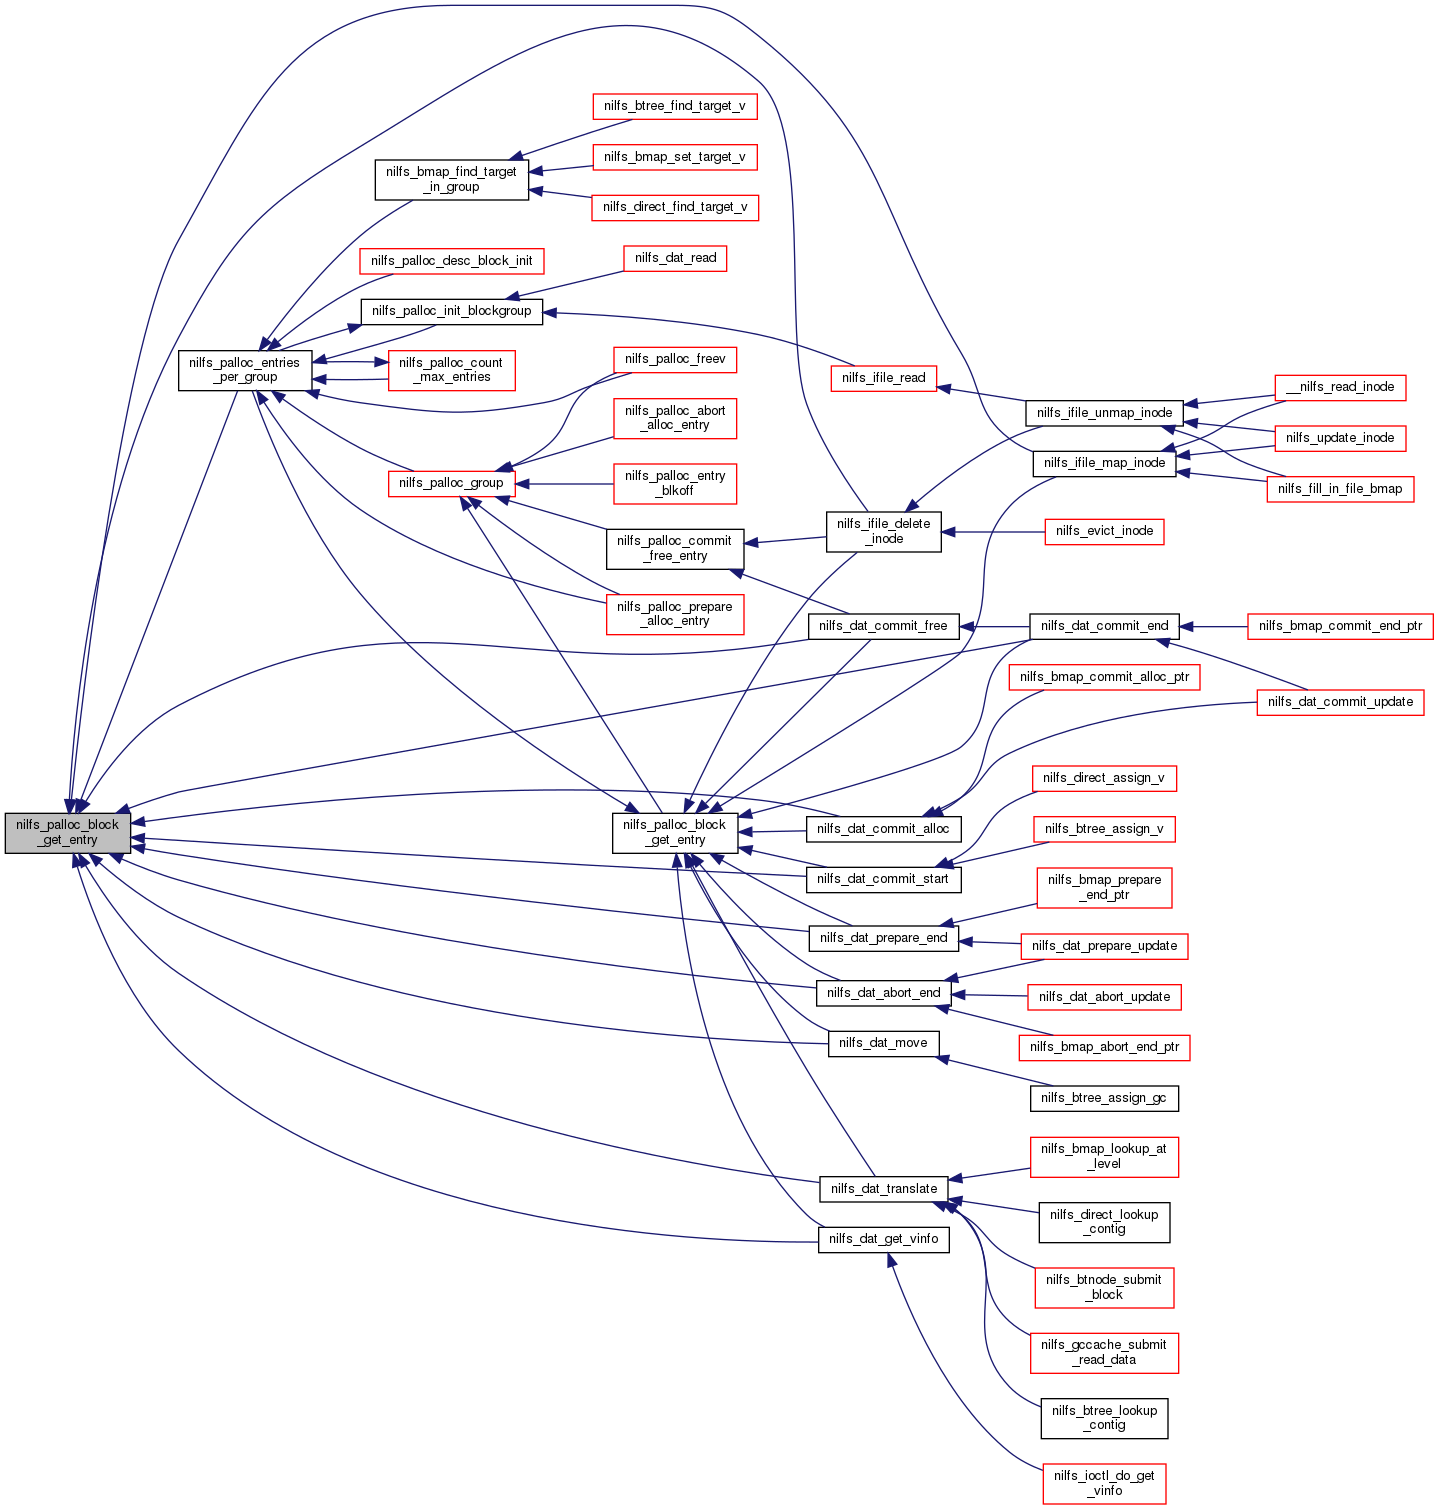 nilfs_btree_find_target_v
nilfs_bmap_set_target_v
nilfs_bmap_find_target
_in_group
nilfs_direct_find_target_v
nilfs_palloc_desc_block_init
nilfs_dat_read
nilfs_palloc_init_blockgroup
nilfs_palloc_entries
_per_group
nilfs_palloc_count
_max_entries
nilfs_palloc_freev
nilfs_ifile_read
__nilfs_read_inode
nilfs_palloc_abort
_alloc_entry
nilfs_ifile_unmap_inode
nilfs_update_inode
nilfs_ifile_map_inode
nilfs_palloc_group
nilfs_palloc_entry
_blkoff
nilfs_fill_in_file_bmap
nilfs_ifile_delete
_inode
nilfs_evict_inode
nilfs_palloc_commit
_free_entry
nilfs_palloc_prepare
_alloc_entry
nilfs_dat_commit_free
nilfs_dat_commit_end
nilfs_bmap_commit_end_ptr
nilfs_bmap_commit_alloc_ptr
nilfs_dat_commit_update
nilfs_direct_assign_v
nilfs_palloc_block
_get_entry
nilfs_palloc_block
_get_entry
nilfs_dat_commit_alloc
nilfs_btree_assign_v
nilfs_dat_commit_start
nilfs_bmap_prepare
_end_ptr
nilfs_dat_prepare_end
nilfs_dat_prepare_update
nilfs_dat_abort_end
nilfs_dat_abort_update
nilfs_dat_move
nilfs_bmap_abort_end_ptr
nilfs_btree_assign_gc
nilfs_bmap_lookup_at
_level
nilfs_dat_translate
nilfs_direct_lookup
_contig
nilfs_dat_get_vinfo
nilfs_btnode_submit
_block
nilfs_gccache_submit
_read_data
nilfs_btree_lookup
_contig
nilfs_ioctl_do_get
_vinfo